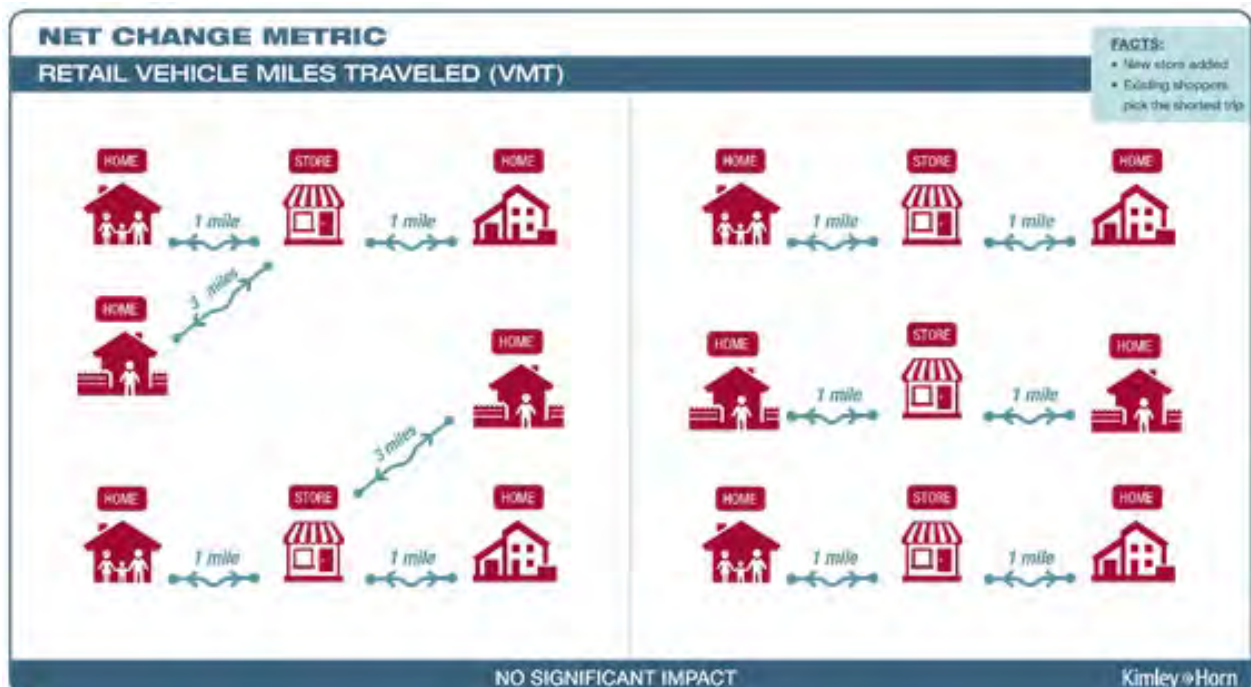 NET CHANGE METRIC
RETAIL VEHICLE MILES TRAVELED (VMT)
FACTS:
• New store added
• Existing shoppers
pick the shortest trip
HOME
STORE
HOME
1 mile
1 mile
3 miles
HOME
HOME
3 miles
HOME
STORE
HOME
1 mile
1 mile
HOME
STORE
HOME
1 mile
1 mile
HOME
STORE
HOME
1 mile
1 mile
HOME
STORE
HOME
1 mile
1 mile
NO SIGNIFICANT IMPACT
Kimley»Horn